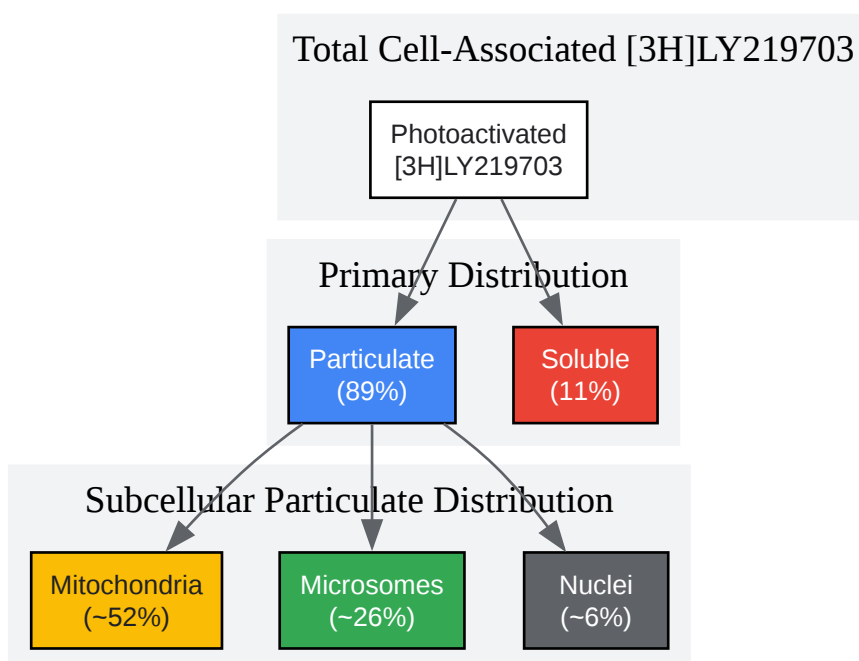 Total Cell-Associated [3H]LY219703
Photoactivated
[3H]LY219703
Primary Distribution
Particulate
(89%)
Soluble
(11%)
Subcellular Particulate Distribution
Mitochondria
(~52%)
Microsomes
(~26%)
Nuclei
(~6%)